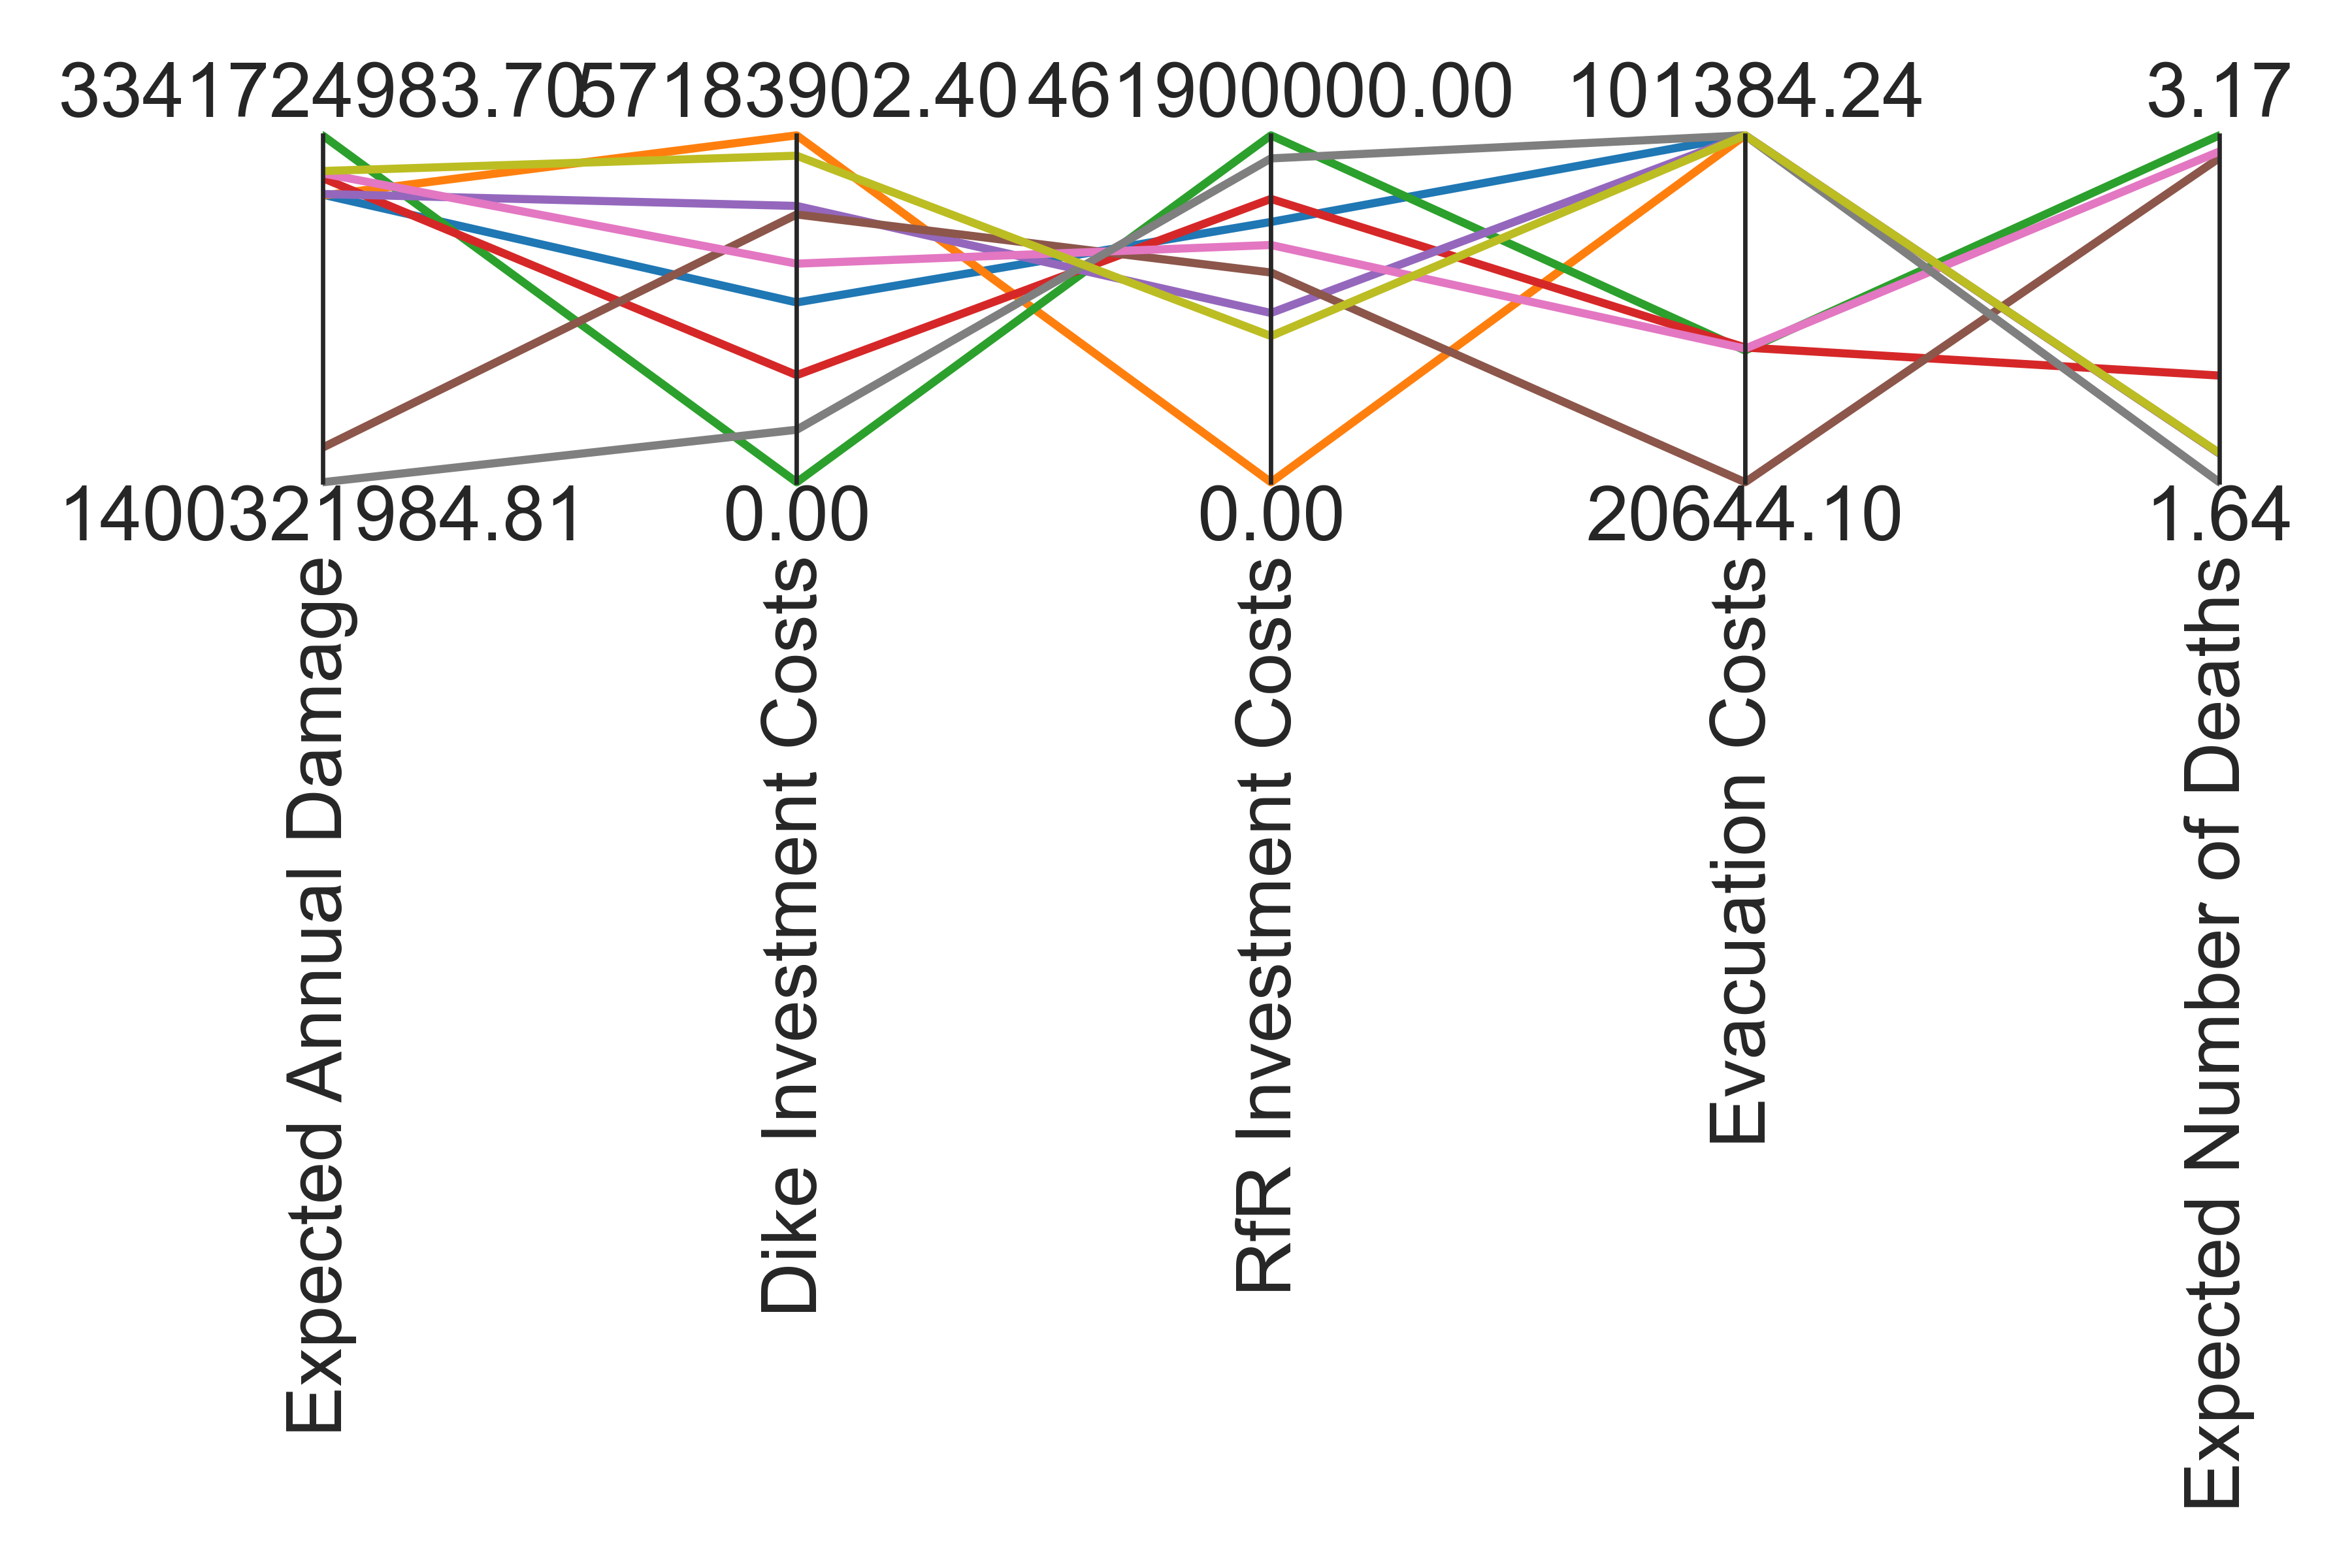 3341724983.70
57183902.40
461900000.00
101384.24
3.17
1400321984.81
0.00
0.00
20644.10
1.64
Expected Annual Damage
Dike Investment Costs
RfR Investment Costs
Evacuation Costs
Expected Number of Deaths